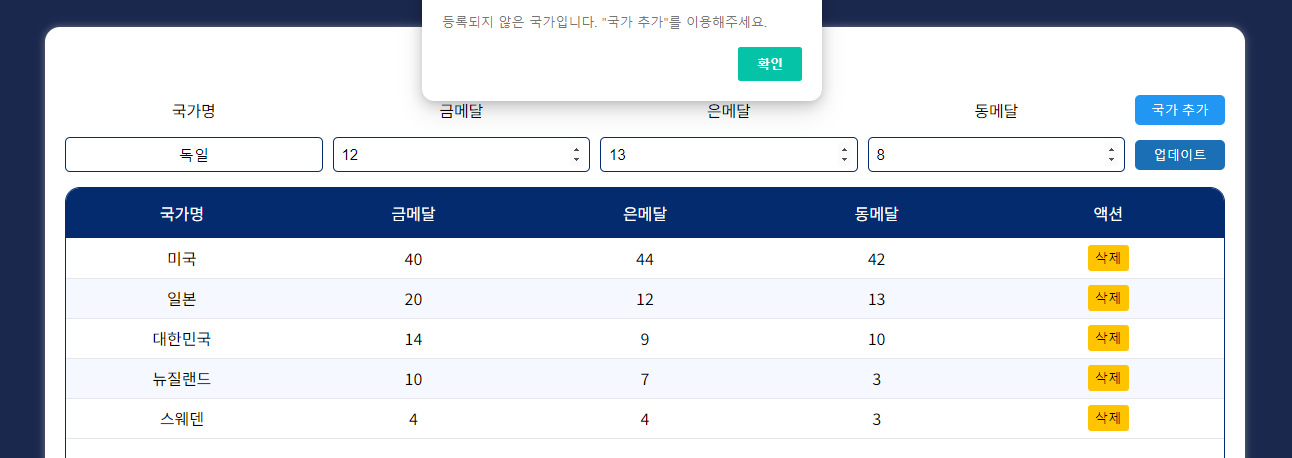 등록되지 않은 국가입니다. "국가 추가"를 이용해주세요.
확인
국가명 금메달 은메달 동메달 국가 추가
독일 12 13 8 업데이트
국가명 금메달 은메달 동메달 액션
미국 40 44 42 삭제
일본 20 12 13 삭제
대한민국 14 9 10 삭제
뉴질랜드 10 7 3 삭제
스웨덴 4 4 3 삭제